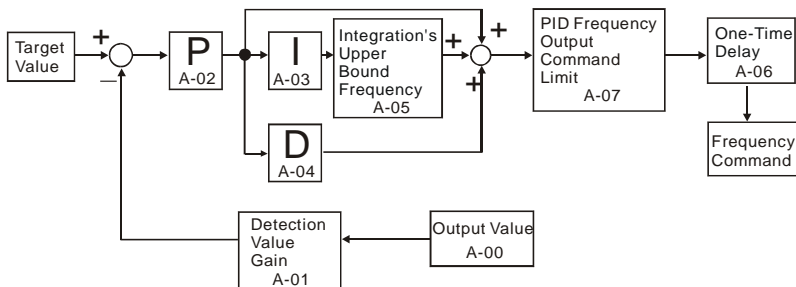 Target
Value
+
−
P
A-02
I
A-03
Integration's
Upper
Bound
Frequency
A-05
+
+
+
D
A-04
PID Frequency
Output
Command
Limit
A-07
One-Time
Delay
A-06
Frequency
Command
Detection
Value
Gain
A-01
Output Value
A-00